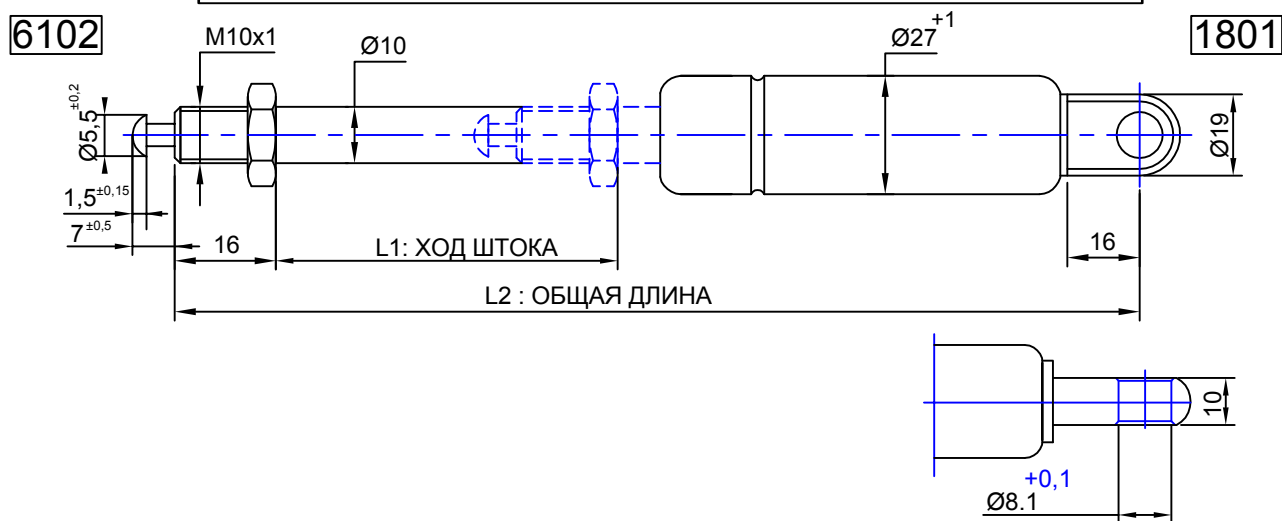 6102
1801
M10x1
Ø10
Ø27 +1
Ø5,5 ±0,2
Ø19
1,5 ±0,15
7 ±0,5
16
L1: ХОД ШТОКА
16
L2 : ОБЩАЯ ДЛИНА
10
+0,1
Ø8.1